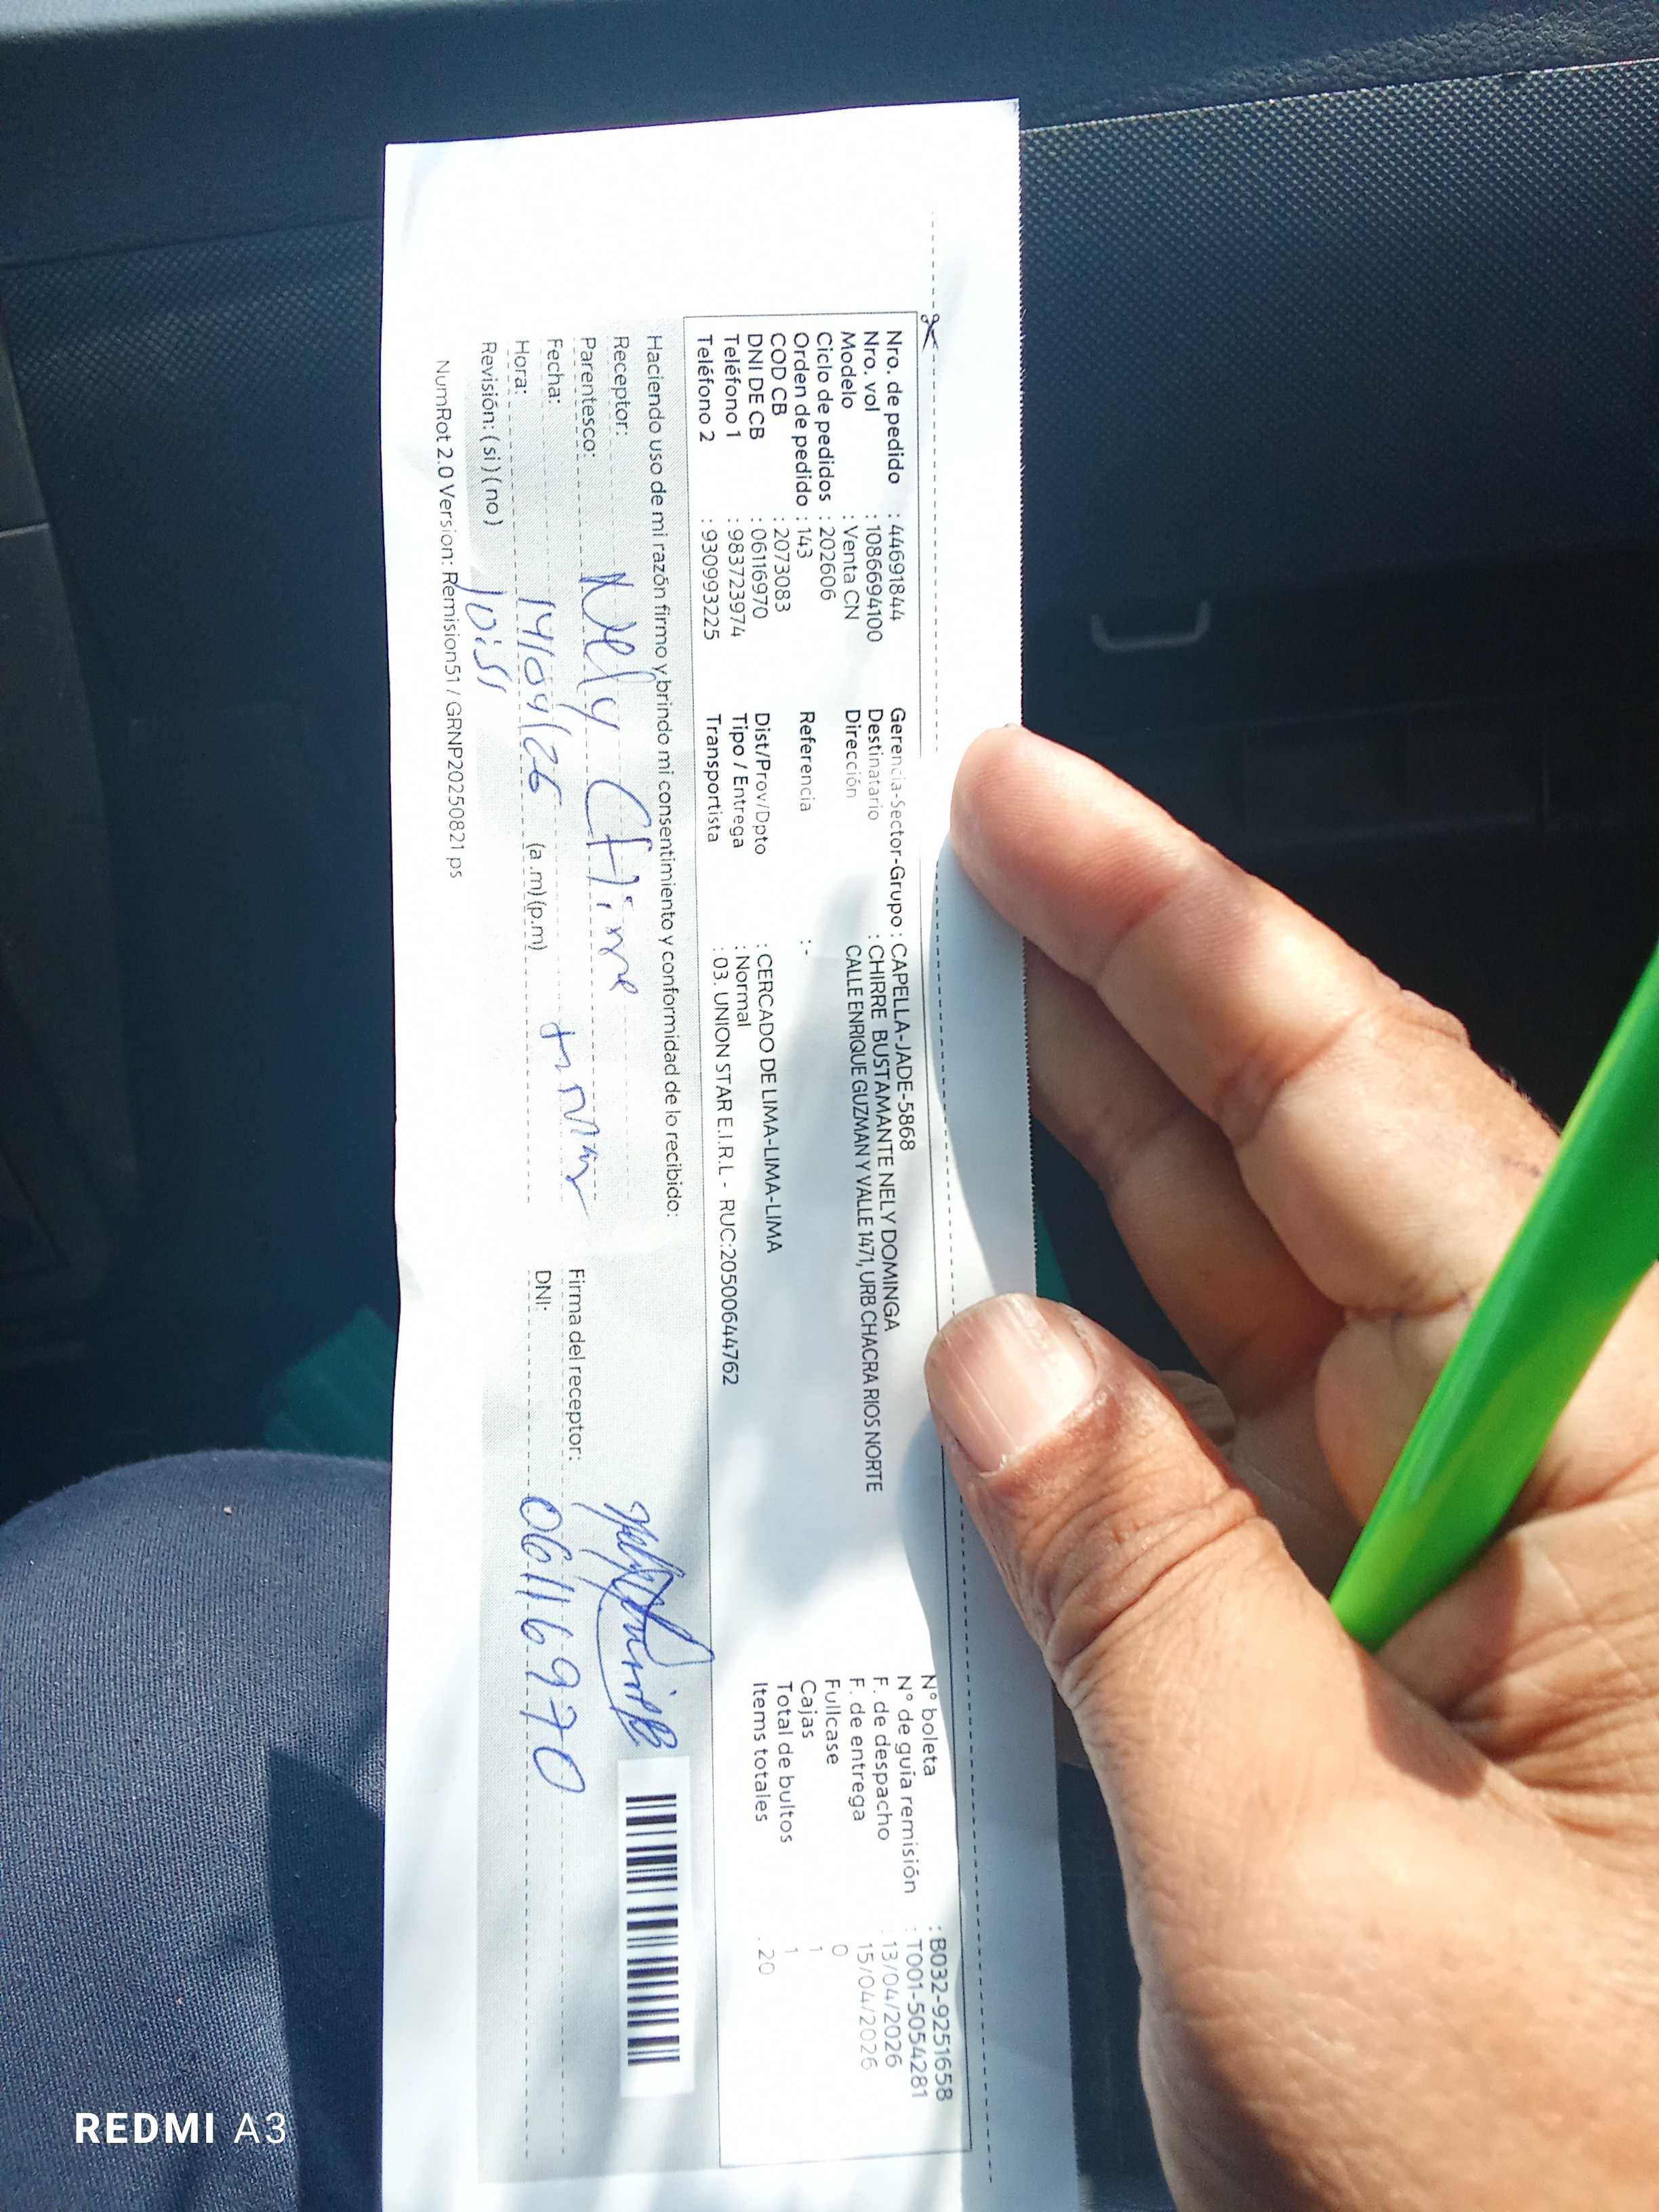 Nro. de pedido : 44691844
Nro. vol : 1086694100
Modelo : Venta CN
Ciclo de pedidos : 202606
Orden de pedido : 143
COD CB : 2073083
DNI DE CB : 06116970
Teléfono 1 : 983723974
Teléfono 2 : 930993225
Gerencia-Sector-Grupo : CAPELLA-JADE-5868
Destinatario : CHIRRE BUSTAMANTE NELY DOMINGA
Dirección CALLE ENRIQUE GUZMAN Y VALLE 1471, URB CHACRA RIOS NORTE
Referencia : -
Dist/Prov/Dpto : CERCADO DE LIMA-LIMA-LIMA
Tipo / Entrega : Normal
Transportista : 03. UNION STAR E.I.R.L - RUC:20500644762
N° boleta : B032-9251658
N° de guía remisión : T001-5054281
F. de despacho : 13/04/2026
F. de entrega 15/04/2026
Fullcase 0
Cajas 1
Total de bultos 1
Items totales . 20
Haciendo uso de mi razón firmo y brindo mi consentimiento y conformidad de lo recibido:
Receptor: Nely Chirre
Parentesco:
Fecha: 14/04/26
Hora: 10:55 (a.m) (p.m)
Revisión: (si) (no)
Firma del receptor:
DNI: 06116970
NumRot 2.0 Version: Remision51 / GRNP20250821 ps
REDMI A3